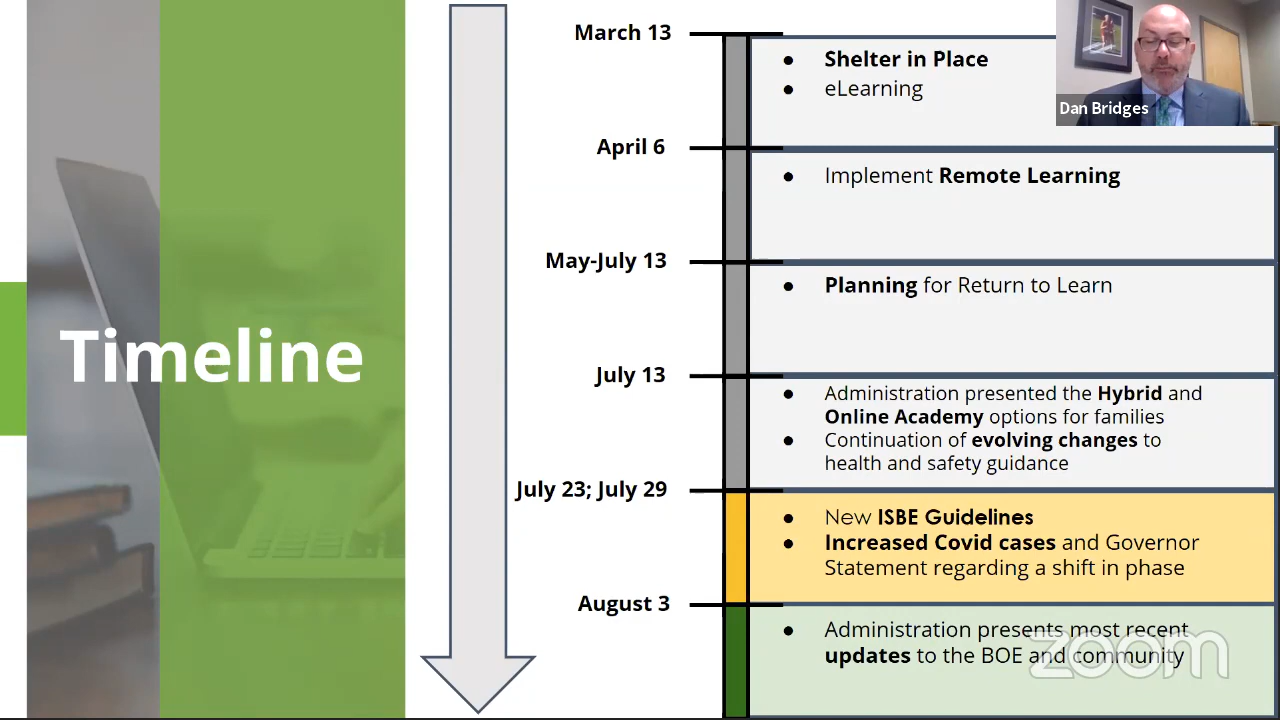 Timeline
March 13
Shelter in Place
eLearning
Dan Bridges
April 6
Implement Remote Learning
May-July 13
Planning for Return to Learn
July 13
Administration presented the Hybrid and
Online Academy options for families
Continuation of evolving changes to
health and safety guidance
July 23; July 29
New ISBE Guidelines
Increased Covid cases and Governor
Statement regarding a shift in phase
August 3
Administration presents most recent
updates to the BOE and community
zoom